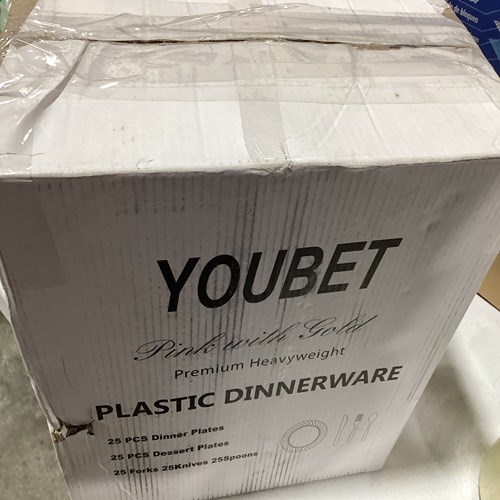 YOUBET
Pink with Gold
Premium Heavyweight
PLASTIC DINNERWARE
25 PCS Dinner Plates
25 PCS Dessert Plates
25 Forks 25Knives 25Spoons